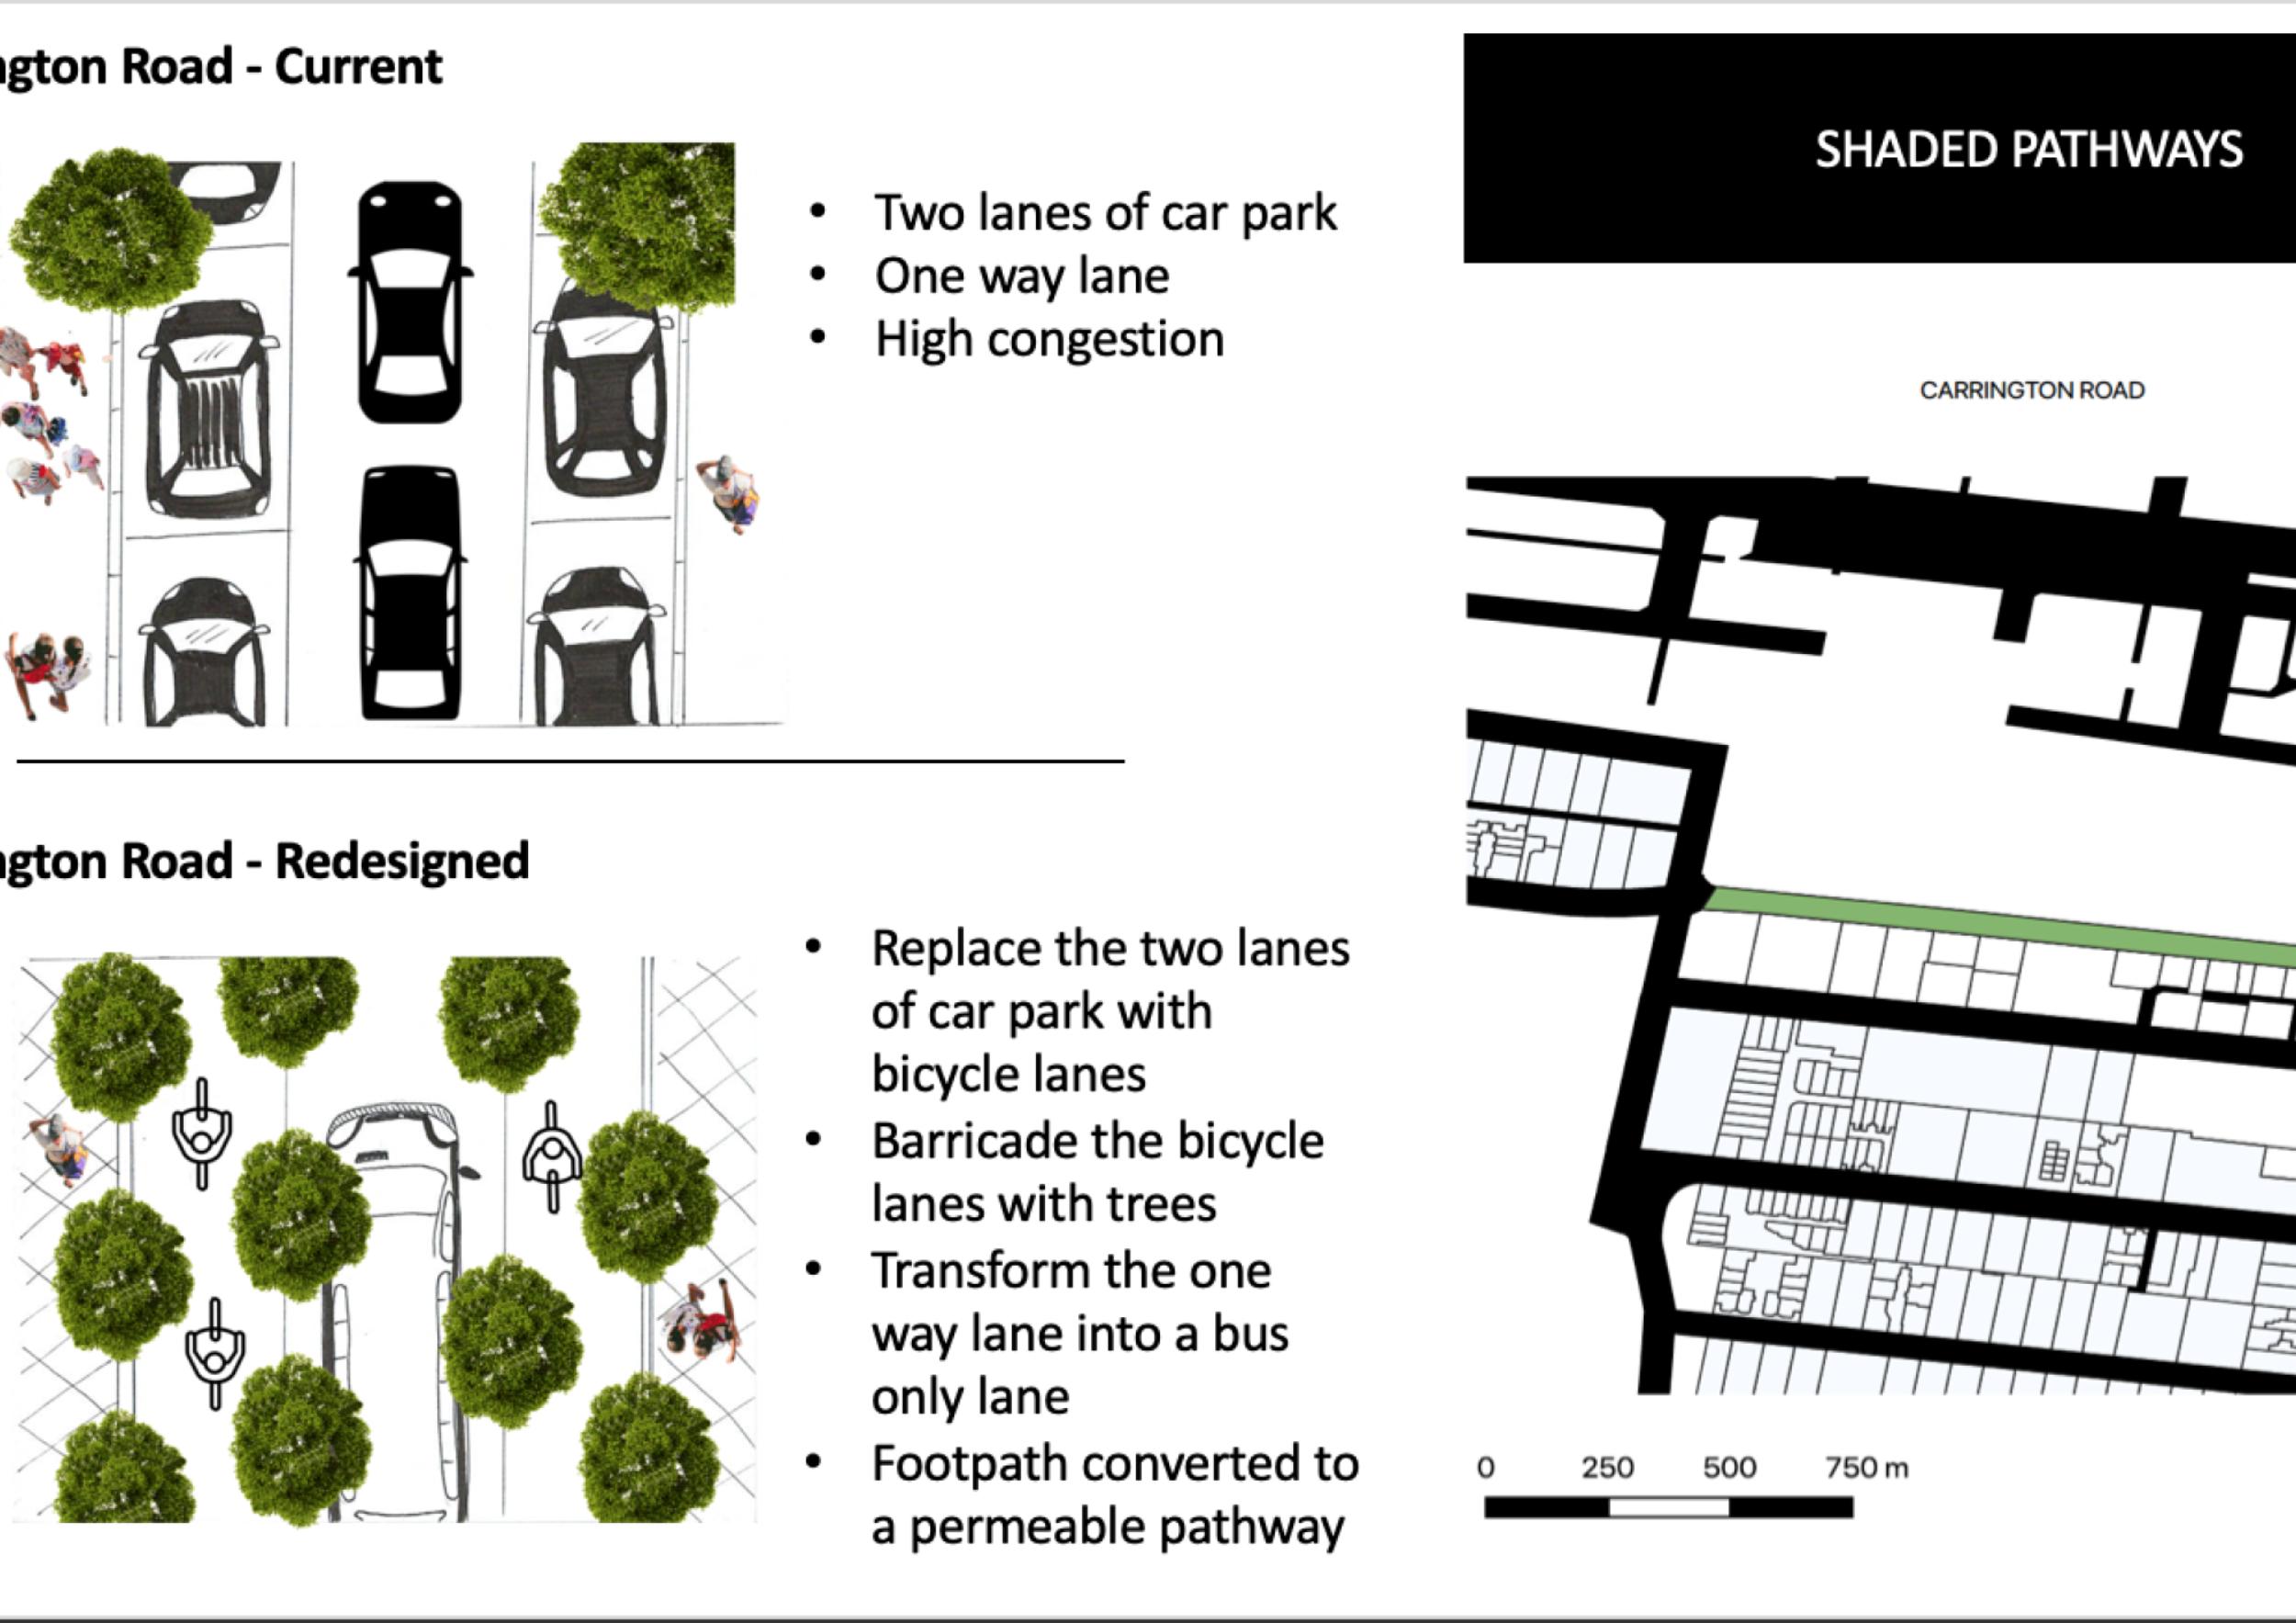 ngton Road - Current
• Two lanes of car park
• One way lane
• High congestion
ngton Road - Redesigned
• Replace the two lanes
of car park with
bicycle lanes
• Barricade the bicycle
lanes with trees
• Transform the one
way lane into a bus
only lane
• Footpath converted to
a permeable pathway
SHADED PATHWAYS
CARRINGTON ROAD
0 250 500 750 m